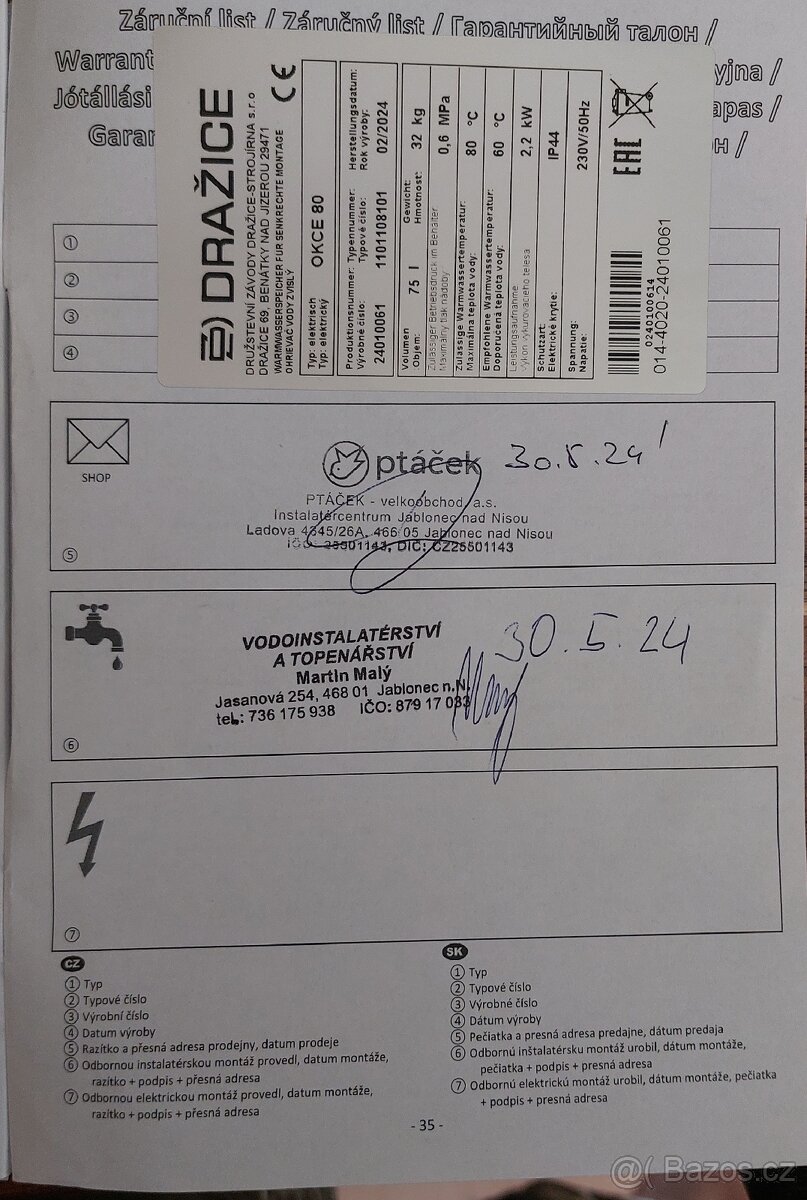 Záruční list / Záručný list / Гарантийный талон /
Warrant
yjna /
Jótállási
apas /
Garan
он /
DRAŽICE
CE
DRUŽSTEVNÍ ZÁVODY DRAŽICE-STROJÍRNA s.r.o
DRAŽICE 69, BENÁTKY NAD JIZEROU 29471
WARMWASSERSPEICHER FUR SENKRECHTE MONTAGE
OHRIEVAČ VODY ZVISLÝ
Typ: elektrisch
Typ: elektrický
OKCE 80
Produktionsnummer: Typennummer: Herstellungsdatum:
Výrobné číslo: Typové číslo: Rok výroby:
24010061 1101108101 02/2024
Volumen Gewicht:
Objem: 75 l Hmotnost: 32 kg
Zulässiger Betriebsdruck im Behälter
Maximálny tlak nádoby 0,6 MPa
Zulässige Warmwassertemperatur:
Maximálna teplota vody: 80 °C
Empfohlene Warmwassertemperatur:
Doporucená teplota vody: 60 °C
Leistungsaufnahme
Výkon vykurovacieho telesa 2,2 kW
Schutzart:
Elektrické krytie: IP44
Spannung:
Napatie: 230V/50Hz
EAC
0240100614
014-4020-24010061
①
②
③
④
SHOP
ptáček 30.5.24
PTÁČEK - velkoobchod, a.s.
Instalatércentrum Jablonec nad Nisou
Ladova 4345/26A, 466 05 Jablonec nad Nisou
IČO: 25501143, DIČ: CZ25501143
⑤
VODOINSTALATÉRSTVÍ
A TOPENÁŘSTVÍ
Martin Malý
Jasanová 254, 468 01 Jablonec n.N.
tel.: 736 175 938 IČO: 879 17 033
30.5.24
⑥
⑦
CZ
① Typ
② Typové číslo
③ Výrobní číslo
④ Datum výroby
⑤ Razítko a přesná adresa prodejny, datum prodeje
⑥ Odbornou instalatérskou montáž provedl, datum montáže,
razítko + podpis + přesná adresa
⑦ Odbornou elektrickou montáž provedl, datum montáže,
razítko + podpis + přesná adresa
SK
① Typ
② Typové číslo
③ Výrobné číslo
④ Dátum výroby
⑤ Pečiatka a presná adresa predajne, dátum predaja
⑥ Odbornú inštalatérsku montáž urobil, dátum montáže,
pečiatka + podpis + presná adresa
⑦ Odbornú elektrickú montáž urobil, dátum montáže, pečiatka
+ podpis + presná adresa
- 35 -
@( Bazos.cz